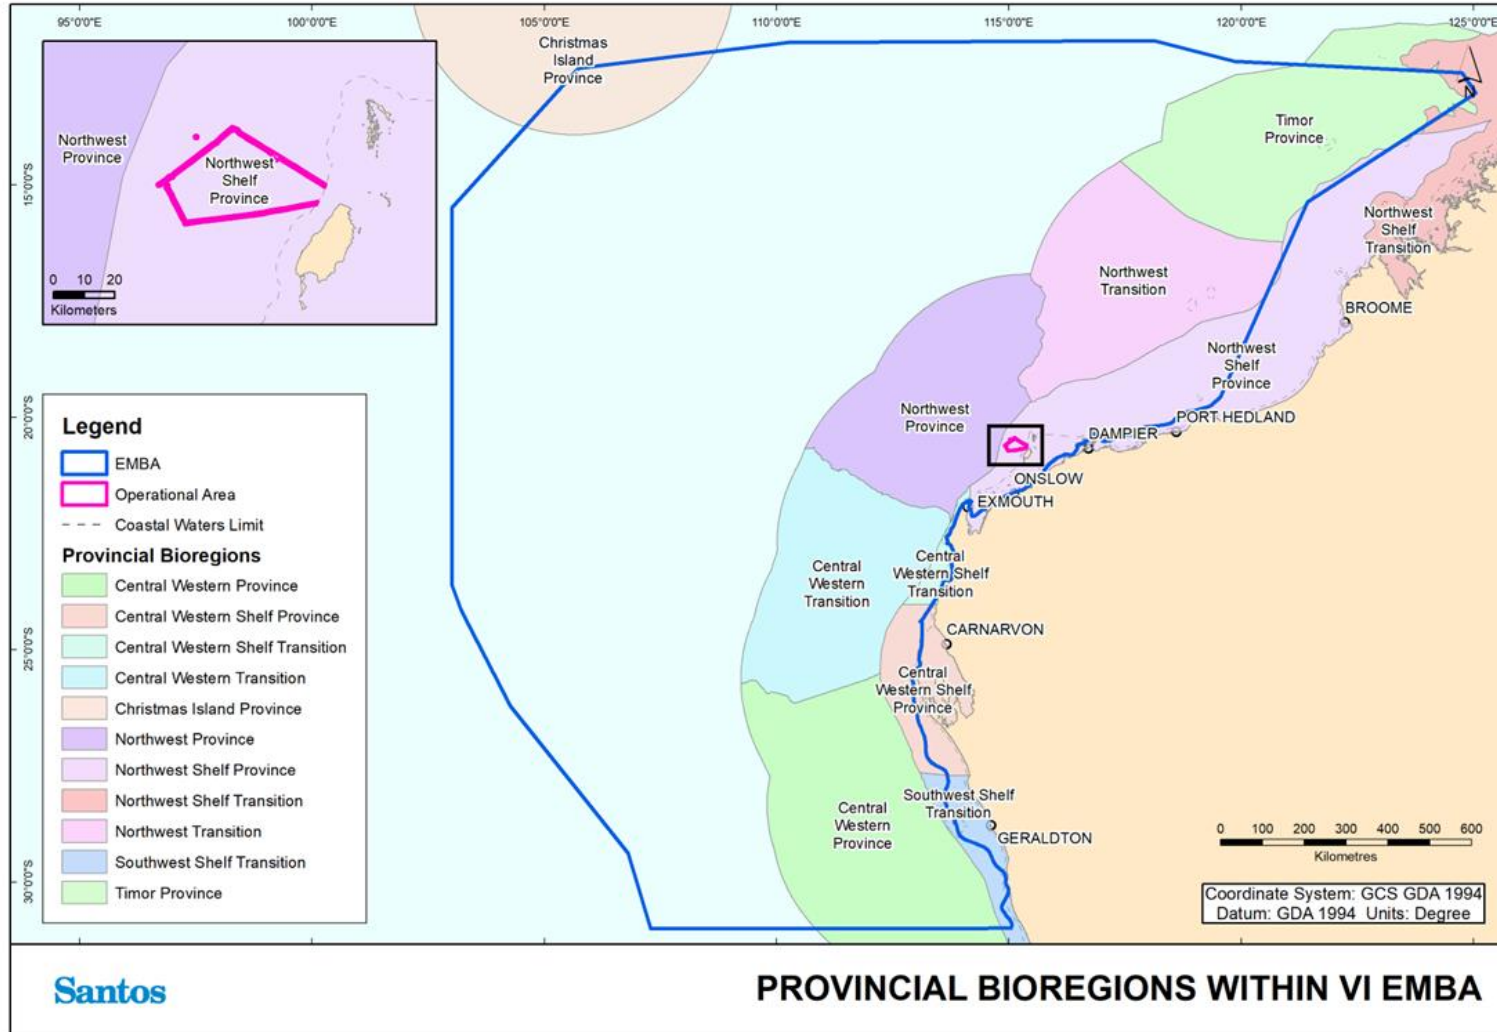 95°0'0"E
100°0'0"E
105°0'0"E
110°0'0"E
115°0'0"E
120°0'0"E
125°0'0"E
15°0'0"S
20°0'0"S
25°0'0"S
30°0'0"S
Northwest
Province
Northwest
Shelf
Province
0 10 20
Kilometers
Christmas
Island
Province
N
Timor
Province
Northwest
Shelf
Transition
Northwest
Transition
BROOME
Northwest
Shelf
Province
Northwest
Province
PORT HEDLAND
DAMPIER
ONSLOW
EXMOUTH
Central
Western Shelf
Transition
Central
Western
Transition
CARNARVON
Central
Western Shelf
Province
Southwest Shelf
Transition
Central
Western
Province
GERALDTON
Legend
EMBA
Operational Area
Coastal Waters Limit
Provincial Bioregions
Central Western Province
Central Western Shelf Province
Central Western Shelf Transition
Central Western Transition
Christmas Island Province
Northwest Province
Northwest Shelf Province
Northwest Shelf Transition
Northwest Transition
Southwest Shelf Transition
Timor Province
0 100 200 300 400 500 600
Kilometres
Coordinate System: GCS GDA 1994
Datum: GDA 1994 Units: Degree
Santos
PROVINCIAL BIOREGIONS WITHIN VI EMBA